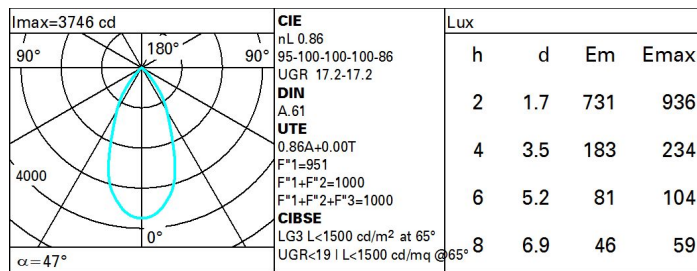 Imax=3746 cd
90°
180°
90°
4000
0°
α=47°
CIE
nL 0.86
95-100-100-100-86
UGR 17.2-17.2
DIN
A.61
UTE
0.86A+0.00T
F"1=951
F"1+F"2=1000
F"1+F"2+F"3=1000
CIBSE
LG3 L<1500 cd/m² at 65°
UGR<19 | L<1500 cd/mq @65°
Lux
h d Em Emax
2 1.7 731 936
4 3.5 183 234
6 5.2 81 104
8 6.9 46 59